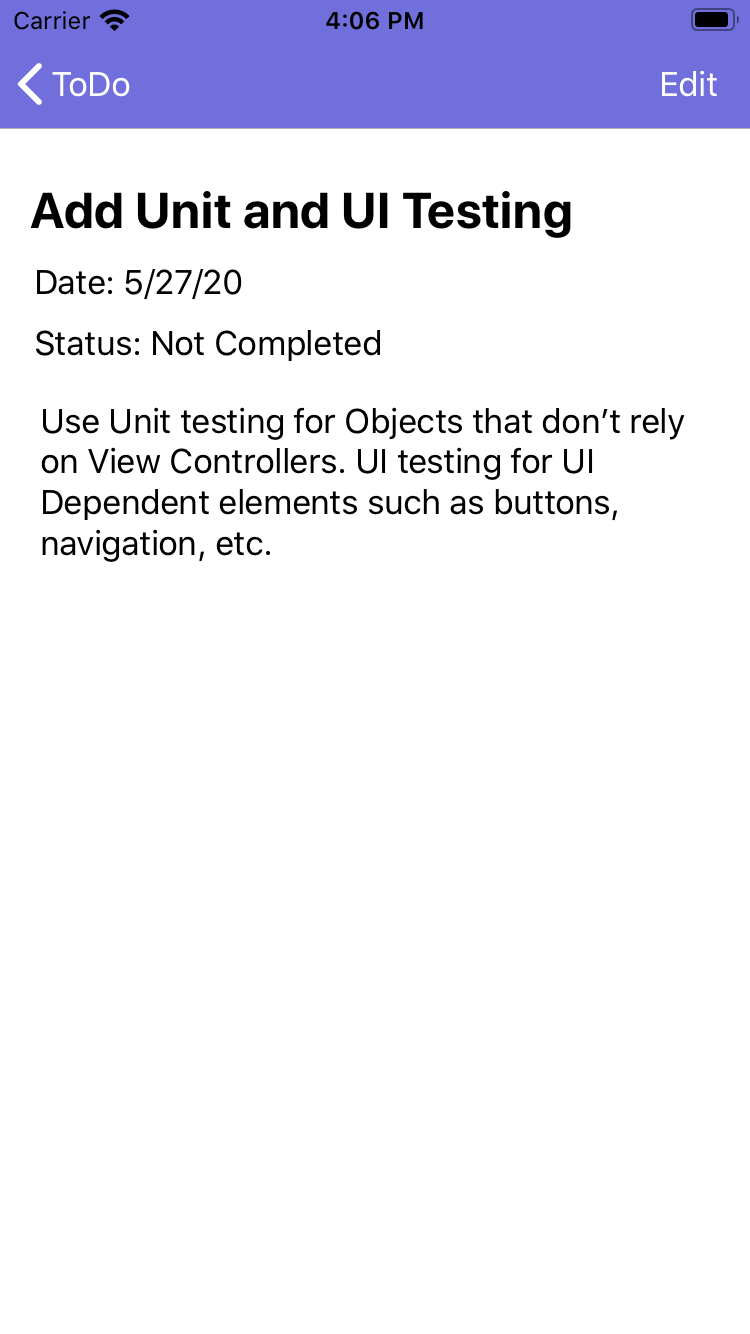 Carrier 4:06 PM
ToDo Edit
Add Unit and UI Testing
Date: 5/27/20
Status: Not Completed
Use Unit testing for Objects that don’t rely
on View Controllers. UI testing for UI
Dependent elements such as buttons,
navigation, etc.